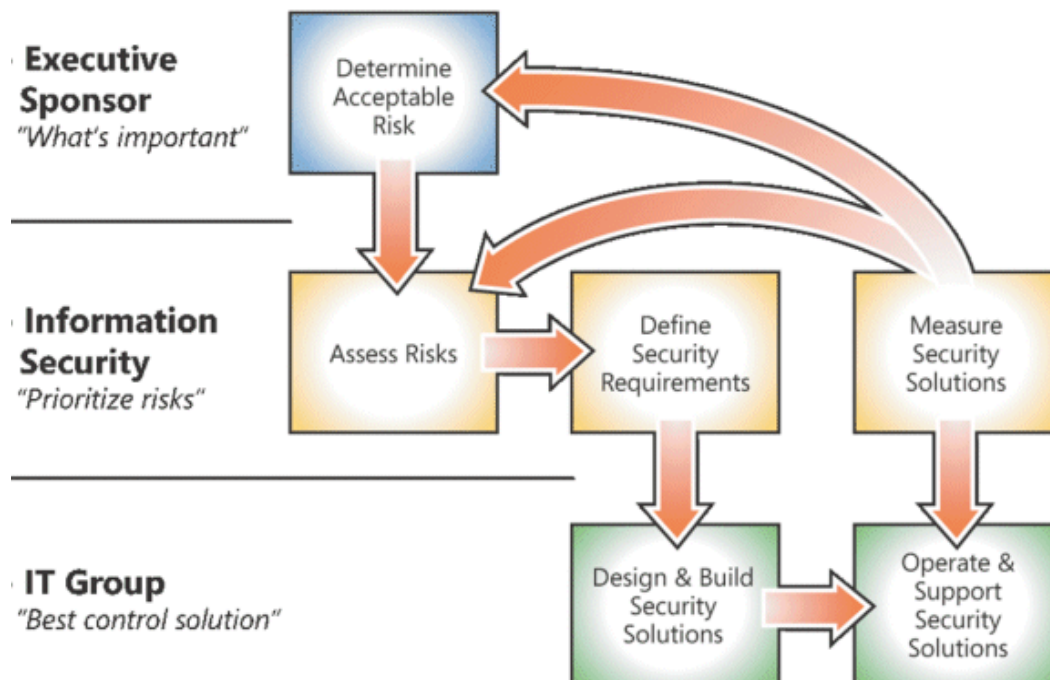 Executive
Sponsor
"What's important"
Determine
Acceptable
Risk
Information
Security
"Prioritize risks"
Assess Risks
Define
Security
Requirements
Measure
Security
Solutions
IT Group
"Best control solution"
Design & Build
Security
Solutions
Operate &
Support
Security
Solutions